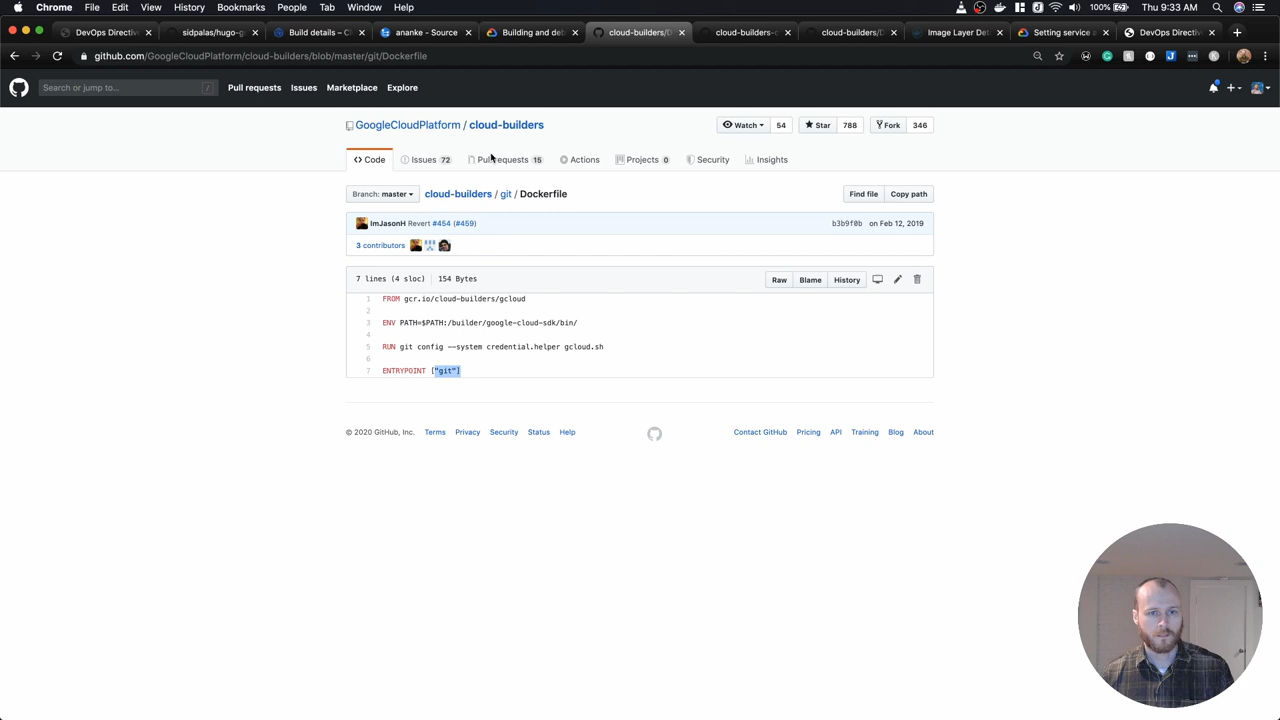 Chrome File Edit View History Bookmarks People Tab Window Help 100% Thu 9:33 AM
DevOps Directiv sidpalas/hugo-g Build details – Cl ananke - Source Building and deb cloud-builders/D cloud-builders-c cloud-builders/D Image Layer Det Setting service a DevOps Directiv
github.com/GoogleCloudPlatform/cloud-builders/blob/master/git/Dockerfile
Search or jump to... / Pull requests Issues Marketplace Explore
GoogleCloudPlatform / cloud-builders Watch 54 Star 788 Fork 346
Code Issues 72 Pull requests 15 Actions Projects 0 Security Insights
Branch: master cloud-builders / git / Dockerfile Find file Copy path
ImJasonH Revert #454 (#459) b3b9f0b on Feb 12, 2019
3 contributors
7 lines (4 sloc) 154 Bytes Raw Blame History
1 FROM gcr.io/cloud-builders/gcloud
2
3 ENV PATH=$PATH:/builder/google-cloud-sdk/bin/
4
5 RUN git config --system credential.helper gcloud.sh
6
7 ENTRYPOINT ["git"]
© 2020 GitHub, Inc. Terms Privacy Security Status Help Contact GitHub Pricing API Training Blog About